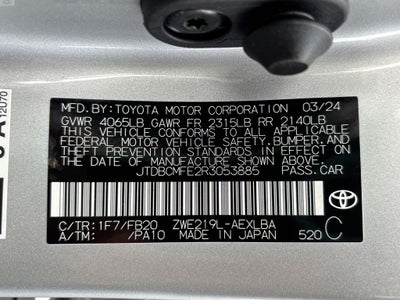 12U70
MFD.BY:TOYOTA MOTOR CORPORATION 03/24
GVWR 4065LB GAWR FR 2315LB RR 2140LB
THIS VEHICLE CONFORMS TO ALL APPLICABLE
FEDERAL MOTOR VEHICLE SAFETY,BUMPER,AND
THEFT PREVENTION STANDARDS IN EFFECT ON
THE DATE OF MANUFACTURE SHOWN ABOVE.
JTDBCMFE2R3053885 PASS.CAR
C/TR:1F7/FB20 ZWE219L-AEXLBA
A/TM: /PA10 MADE IN JAPAN 520 C
TOYOTA